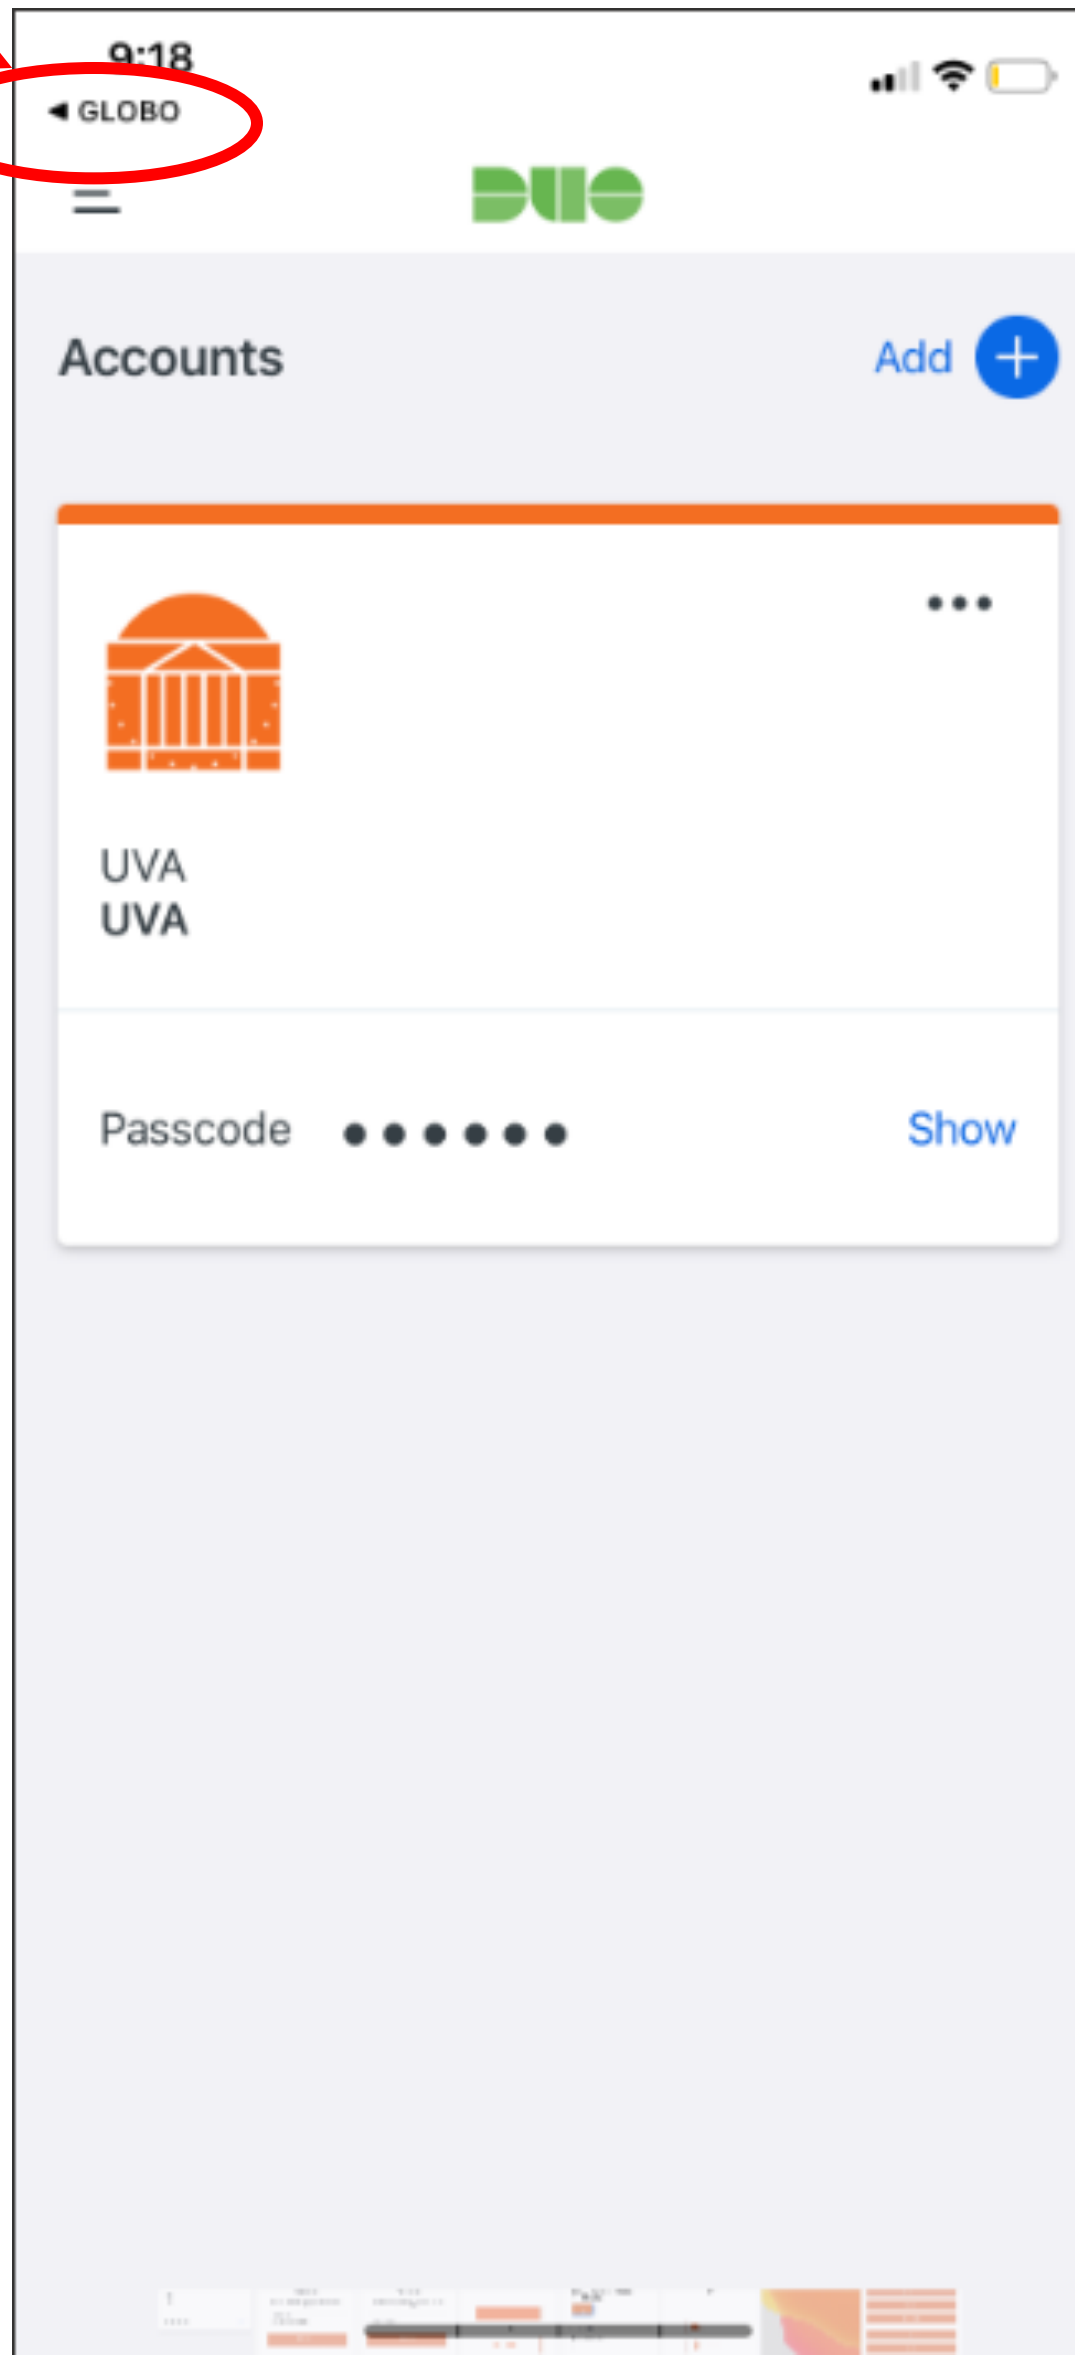 9:18
◀ GLOBO
DUO
Accounts
Add +
UVA
UVA
Passcode ●●●●●● Show